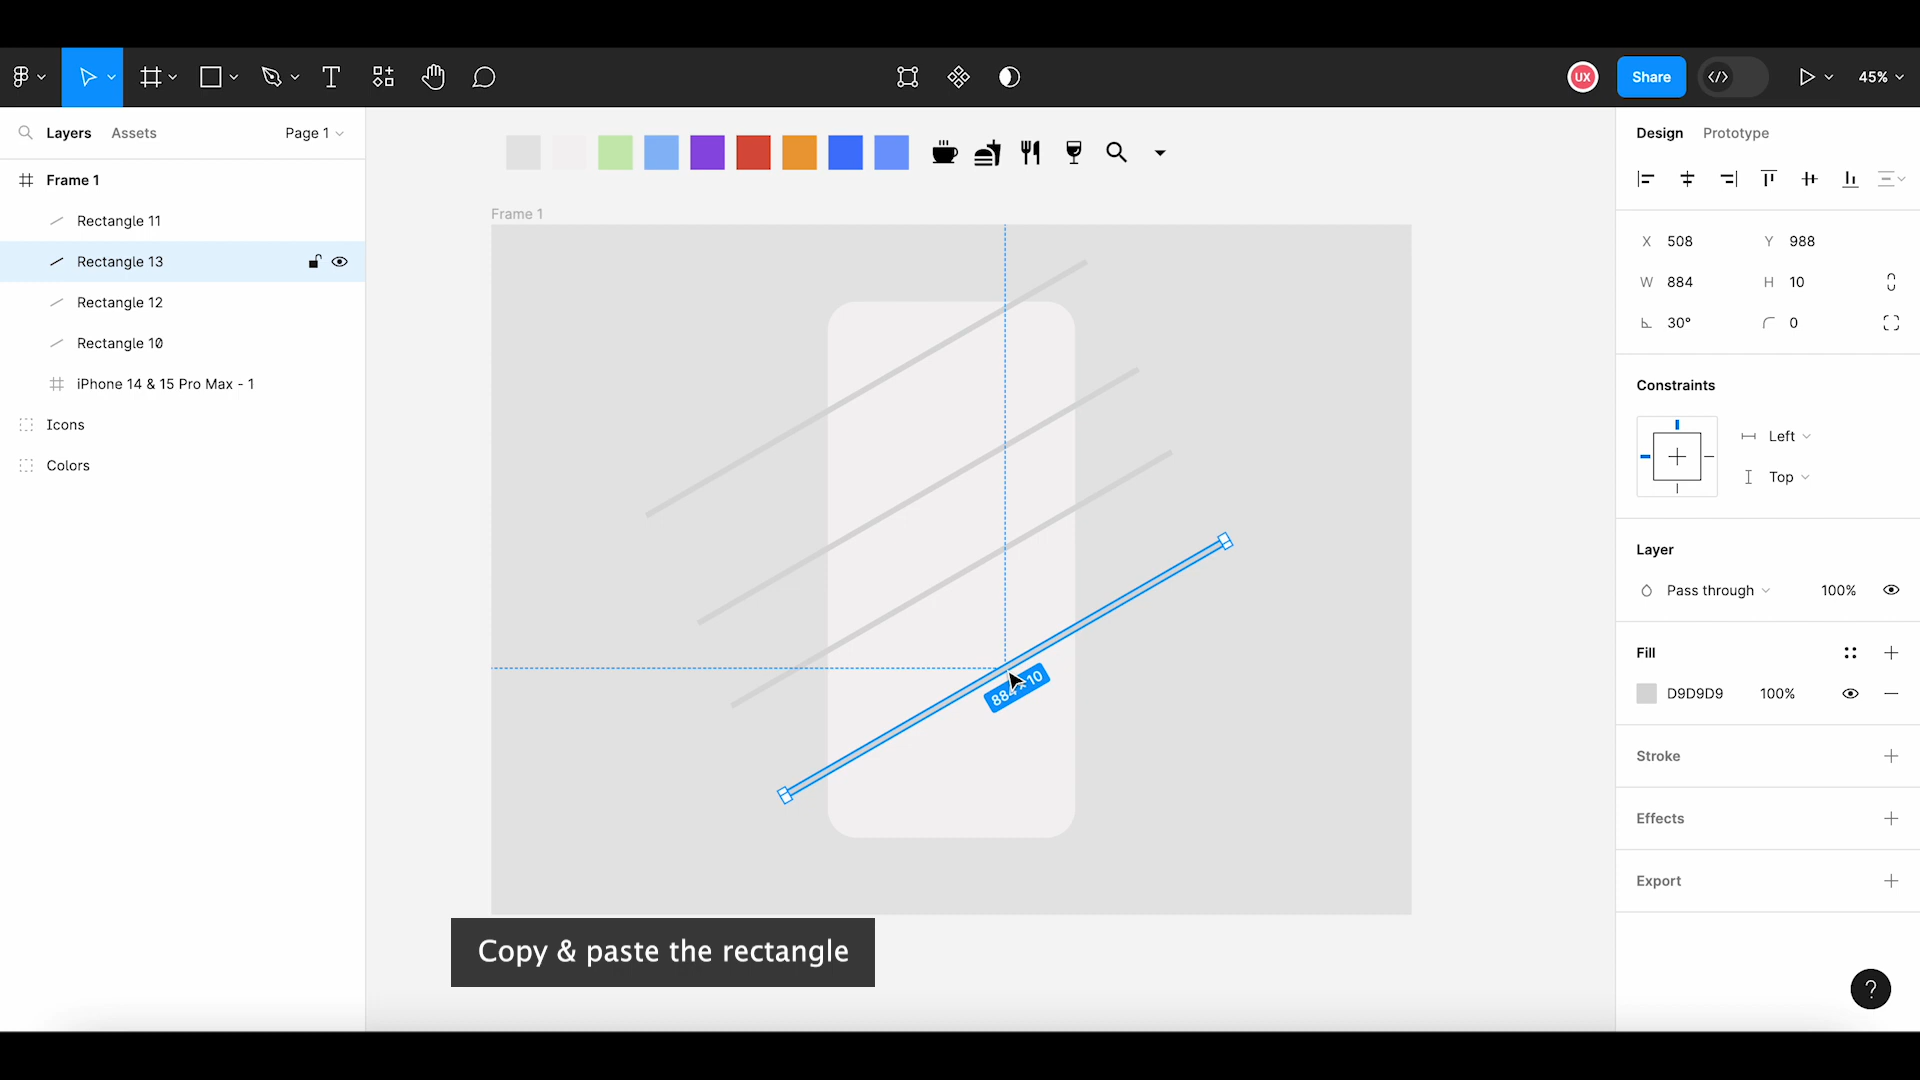 UX
Share
45%
Layers
Assets
Page 1
Frame 1
Rectangle 11
Rectangle 13
Rectangle 12
Rectangle 10
iPhone 14 & 15 Pro Max - 1
Icons
Colors
Frame 1
884 × 10
Copy & paste the rectangle
Design
Prototype
X 508
Y 988
W 884
H 10
30°
0
Constraints
Left
Top
Layer
Pass through
100%
Fill
D9D9D9
100%
Stroke
Effects
Export
?